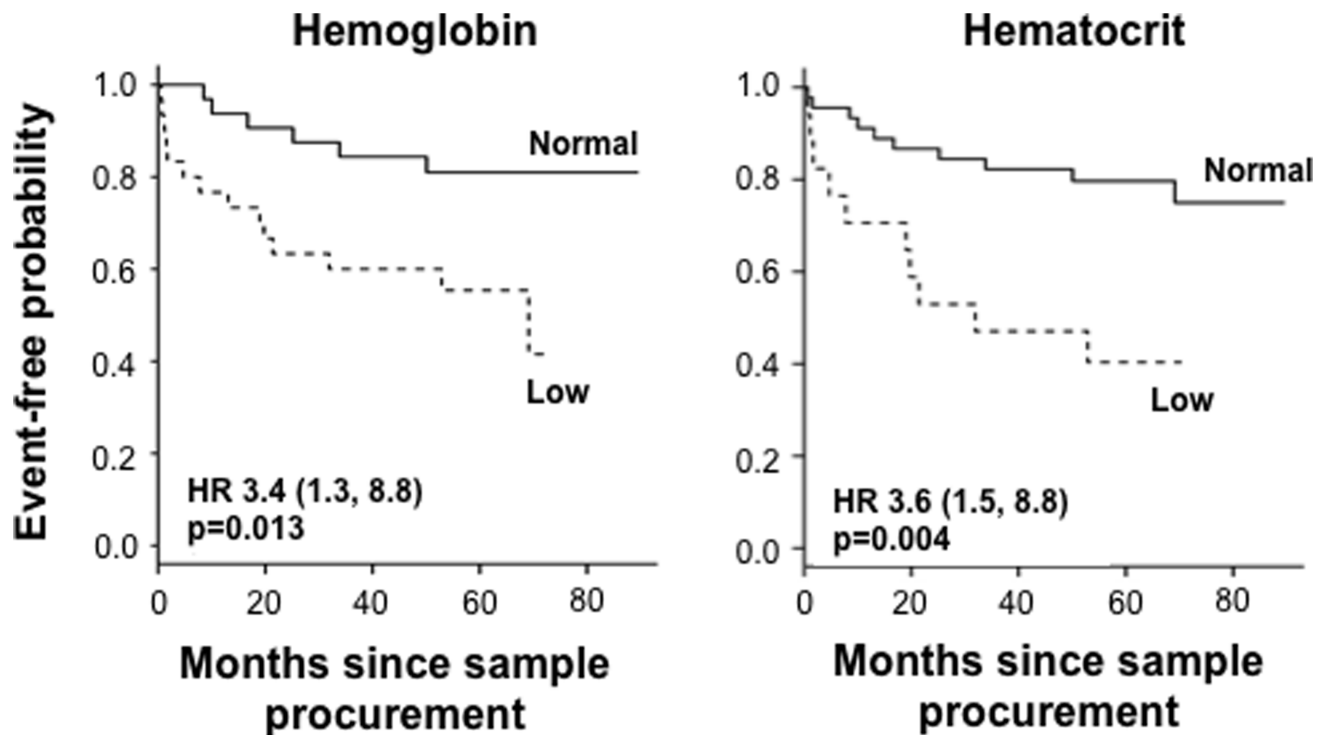 Hemoglobin
Event-free probability
1.0
0.8
0.6
0.4
0.2
0.0
Normal
Low
HR 3.4 (1.3, 8.8)
p=0.013
0 20 40 60 80
Months since sample
procurement
Hematocrit
1.0
0.8
0.6
0.4
0.2
0.0
Normal
Low
HR 3.6 (1.5, 8.8)
p=0.004
0 20 40 60 80
Months since sample
procurement